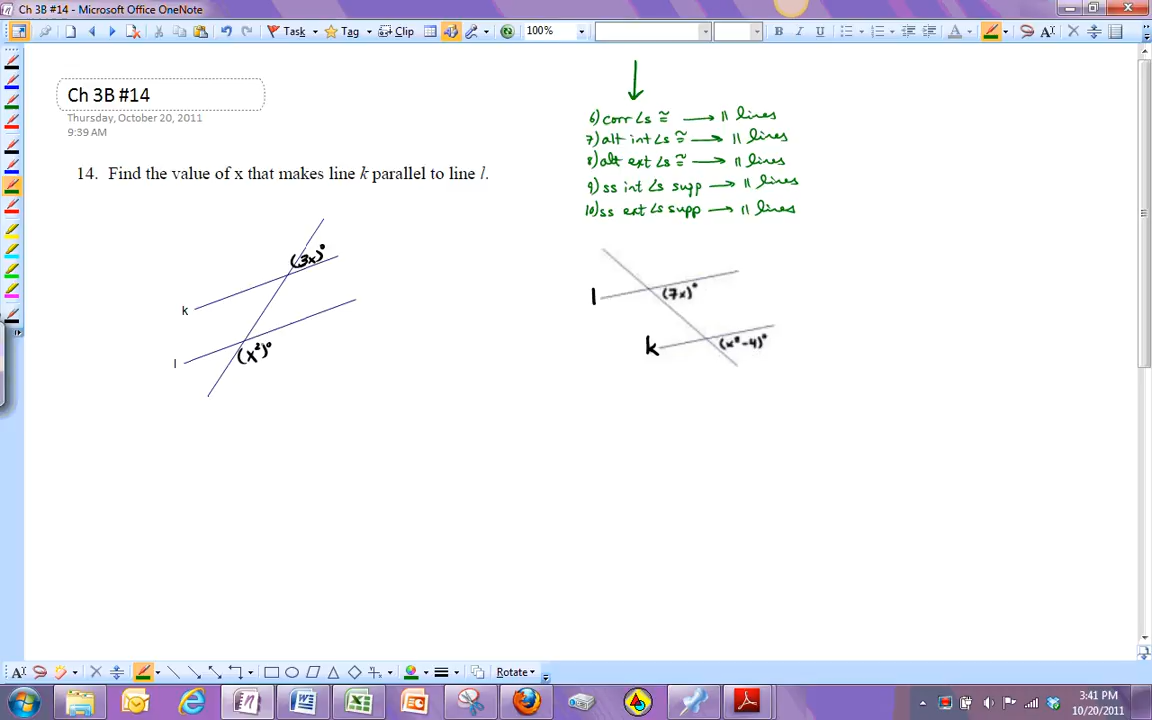 Ch 3B #14 - Microsoft Office OneNote
Task Tag Clip 100% B I U A
Ch 3B #14
Thursday, October 20, 2011
9:39 AM
14. Find the value of x that makes line k parallel to line l.
(3x)°
k
l
(x²)°
6) corr ∠s ≅ → || lines
7) alt int ∠s ≅ → || lines
8) alt ext ∠s ≅ → || lines
9) ss int ∠s supp → || lines
10) ss ext ∠s supp → || lines
l
(7x)°
k
Rotate
3:41 PM
10/20/2011